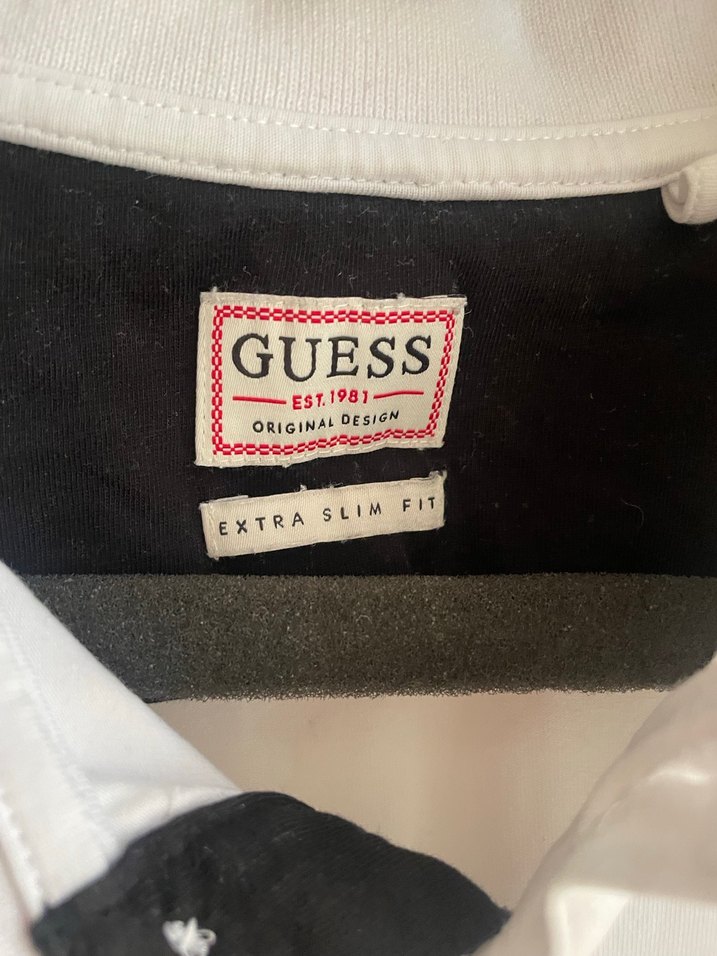 GUESS
EST. 1981
ORIGINAL DESIGN
EXTRA SLIM FIT